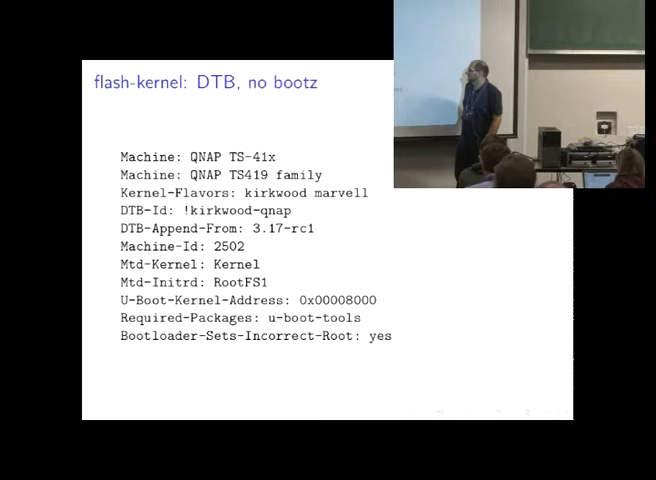 flash-kernel: DTB, no bootz
Machine: QNAP TS-41x
Machine: QNAP TS419 family
Kernel-Flavors: kirkwood marvell
DTB-Id: !kirkwood-qnap
DTB-Append-From: 3.17-rc1
Machine-Id: 2502
Mtd-Kernel: Kernel
Mtd-Initrd: RootFS1
U-Boot-Kernel-Address: 0x00008000
Required-Packages: u-boot-tools
Bootloader-Sets-Incorrect-Root: yes